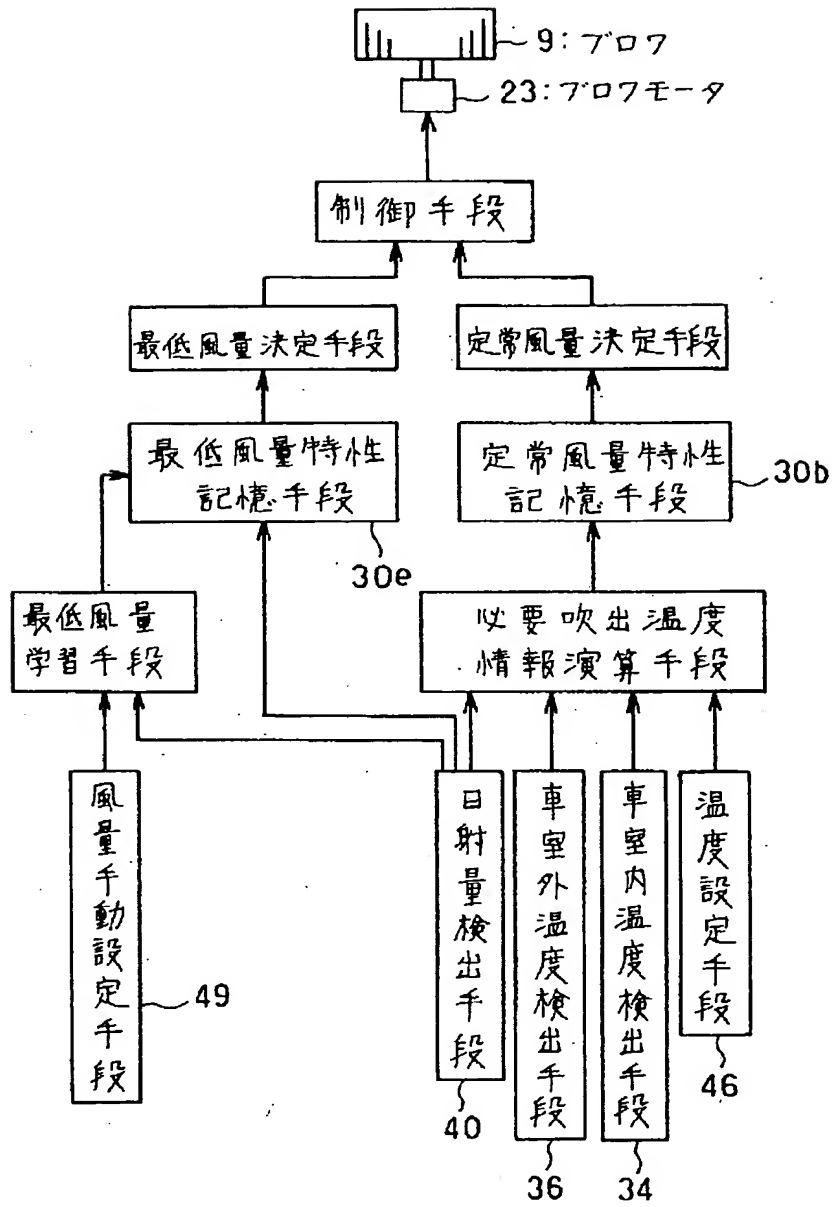 9:ブロワ
23:ブロワモータ
制御手段
最低風量決定手段
定常風量決定手段
最低風量特性
記憶手段
30e
定常風量特性
記憶手段
30b
最低風量
学習手段
必要吹出温度
情報演算手段
風量手動設定手段
49
日射量検出手段
40
車室外温度検出手段
36
車室内温度検出手段
34
温度設定手段
46